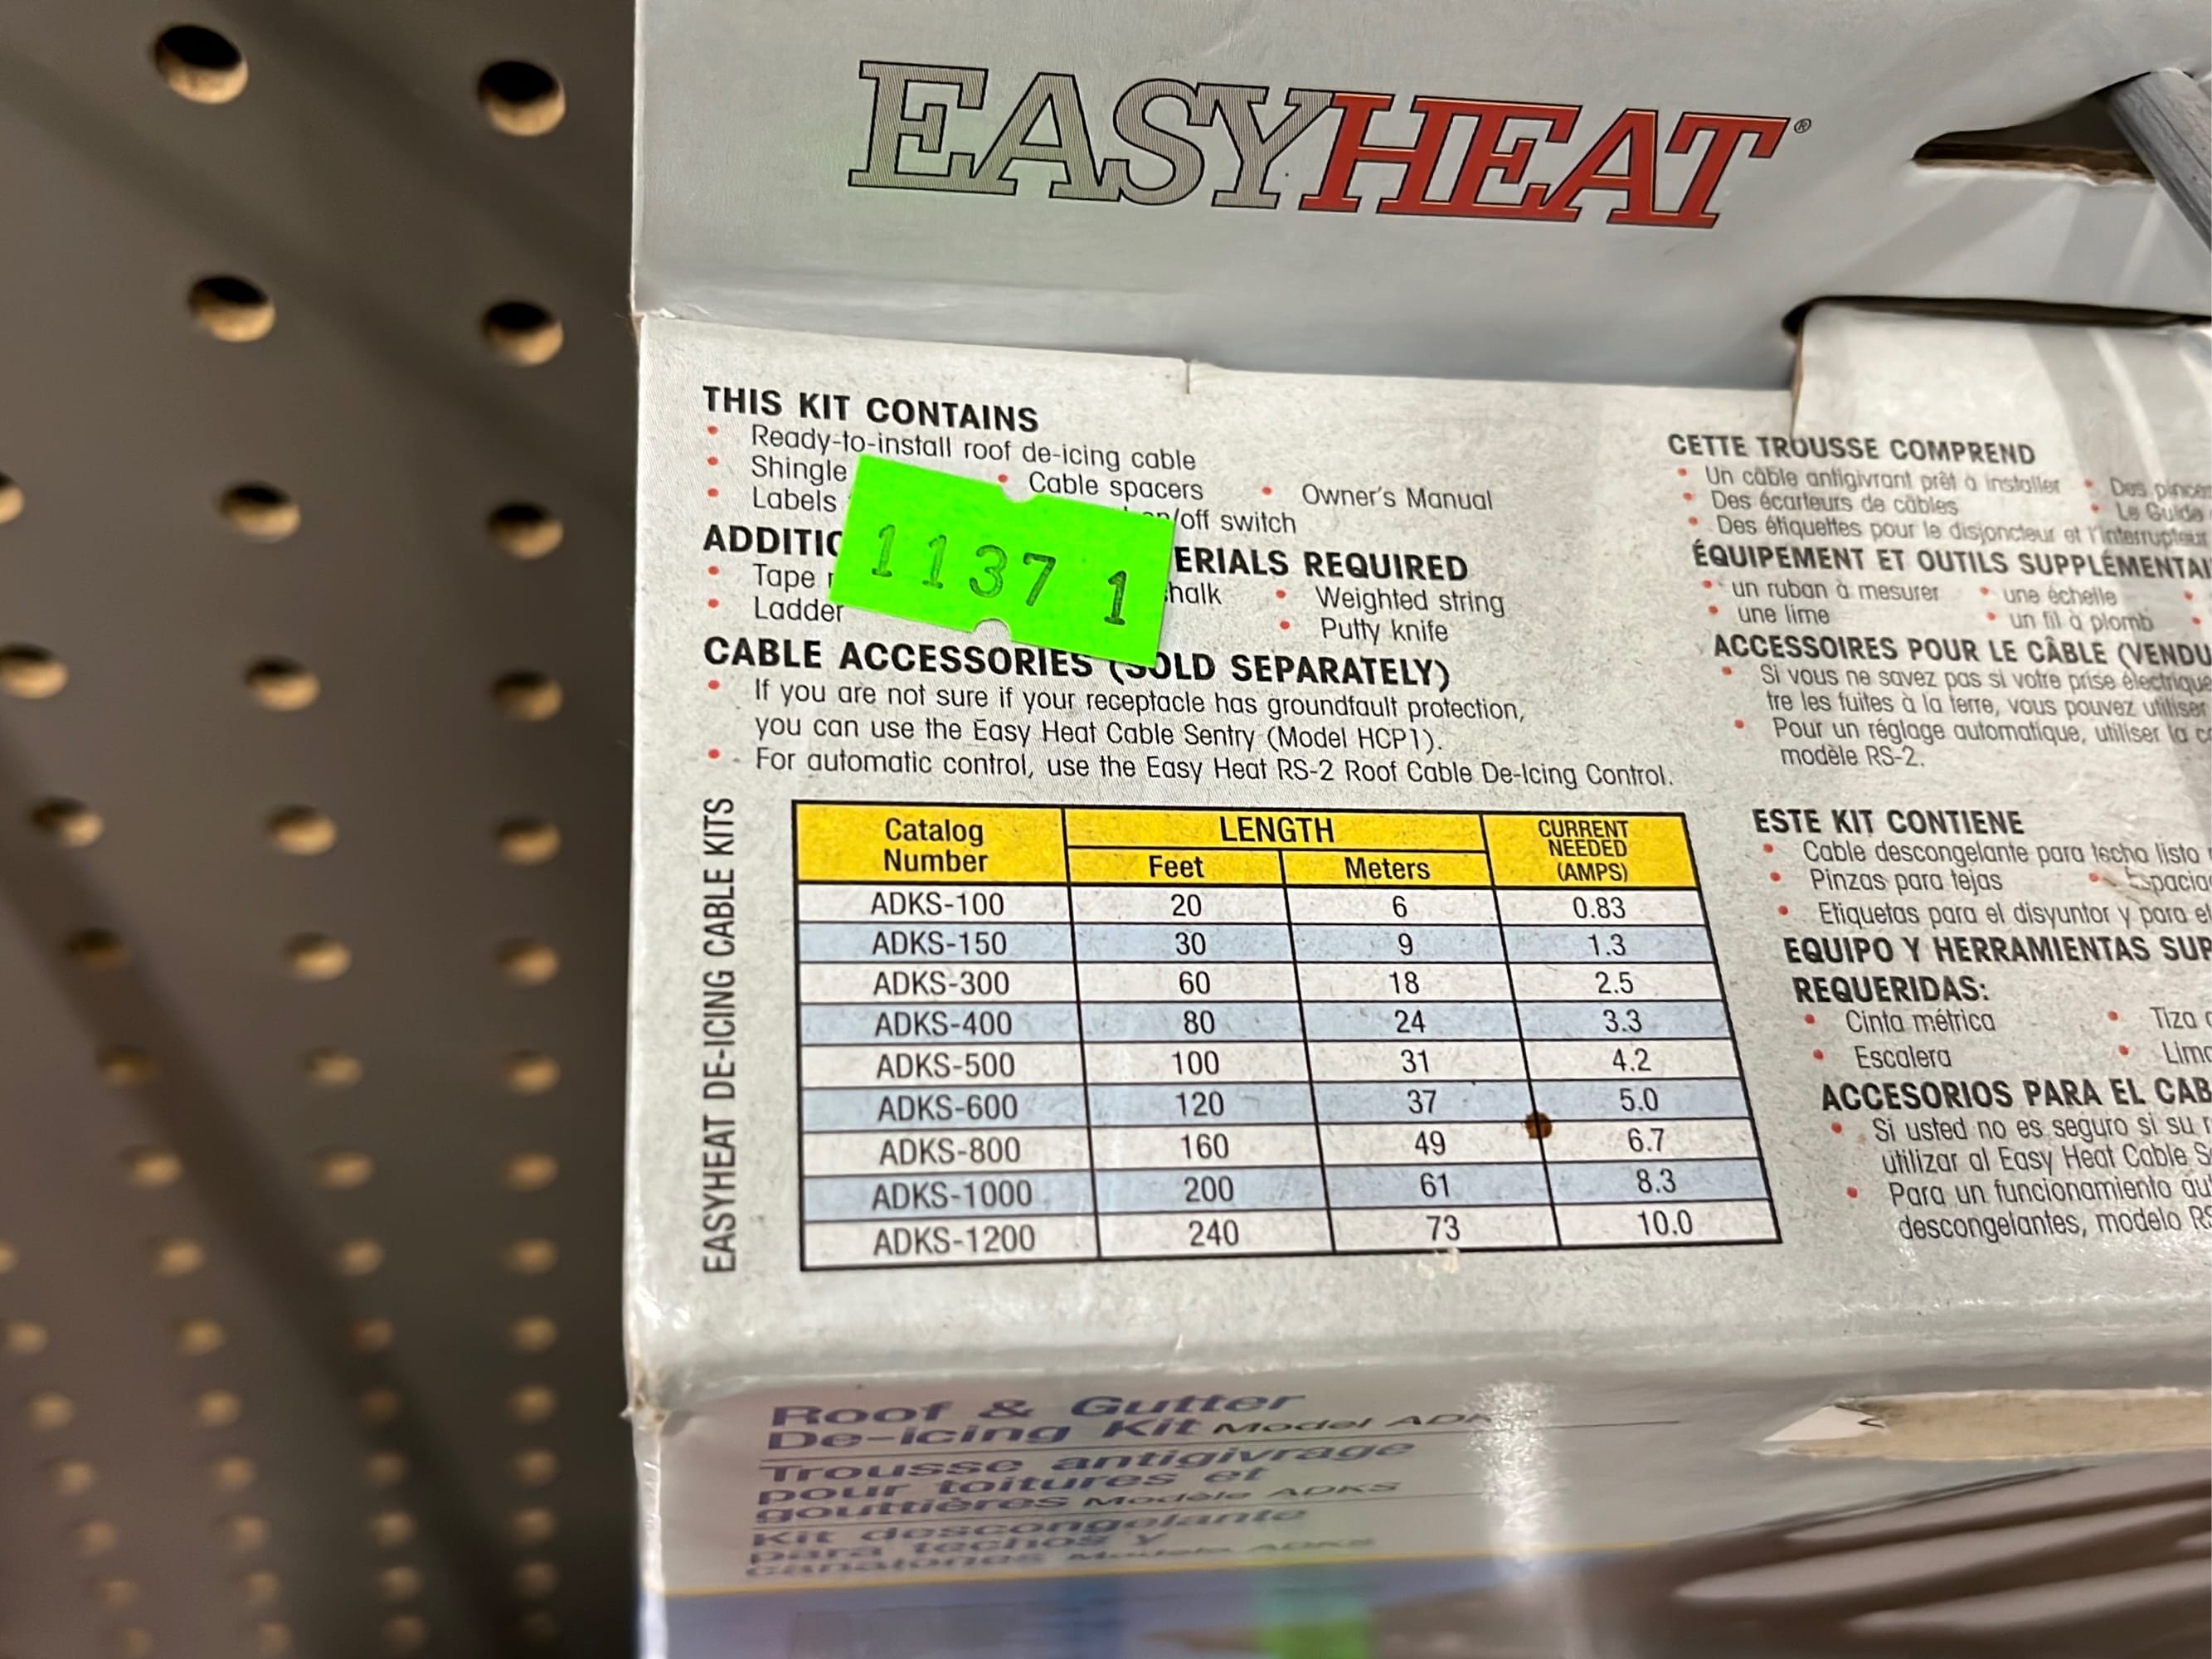 EASYHEAT®
THIS KIT CONTAINS
• Ready-to-install roof de-icing cable
• Shingle • Cable spacers • Owner's Manual
• Labels on/off switch
1137 1
ERIALS REQUIRED
• Tape halk • Weighted string
• Ladder • Putty knife
CABLE ACCESSORIES (SOLD SEPARATELY)
• If you are not sure if your receptacle has groundfault protection,
you can use the Easy Heat Cable Sentry (Model HCP1).
• For automatic control, use the Easy Heat RS-2 Roof Cable De-Icing Control.
EASYHEAT DE-ICING CABLE KITS
Catalog Number LENGTH CURRENT NEEDED (AMPS)
Feet Meters
ADKS-100 20 6 0.83
ADKS-150 30 9 1.3
ADKS-300 60 18 2.5
ADKS-400 80 24 3.3
ADKS-500 100 31 4.2
ADKS-600 120 37 5.0
ADKS-800 160 49 6.7
ADKS-1000 200 61 8.3
ADKS-1200 240 73 10.0
CETTE TROUSSE COMPREND
• Un câble antigivrant prêt à installer • Des
• Des écarteurs de câbles • Le Guide
• Des étiquettes pour le disjoncteur et l'interrupteur
ÉQUIPEMENT ET OUTILS
• un ruban à mesurer • une échelle
• une lime • un fil à plomb
ACCESSOIRES POUR LE CÂBLE
• Si vous ne savez pas si votre prise électrique
tre les fuites à la terre, vous pouvez utiliser
• Pour un réglage automatique, utiliser la
modèle RS-2.
ESTE KIT CONTIENE
• Cable descongelante para techo listo
• Pinzas para tejas
• Etiquetas para el disyuntor y para el
EQUIPO Y HERRAMIENTAS
REQUERIDAS:
• Cinta métrica • Tiza
• Escalera
ACCESORIOS PARA EL
• Si usted no es seguro si su
utilizar al Easy Heat Cable
• Para un funcionamiento
descongelantes, modelo
Roof & Gutter
De-icing Kit Model
Trousse antigivrage
pour toitures et
gouttières Modèle ADKS
Kit descongelante
para techos y
canalones Modelo ADKS